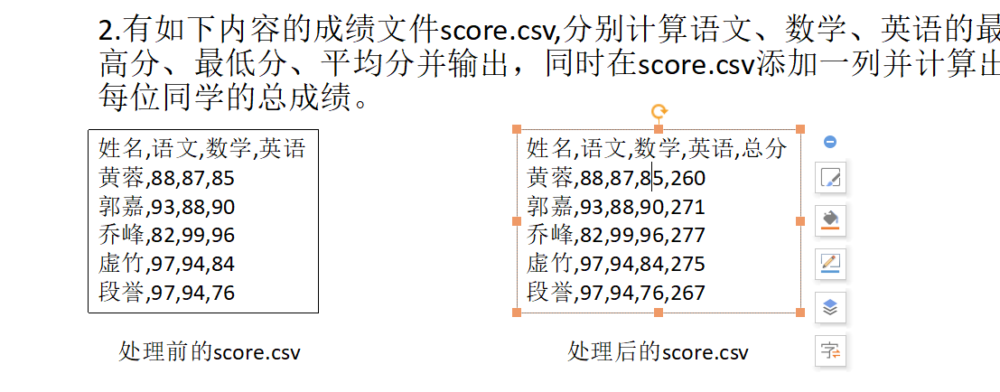 2.有如下内容的成绩文件score.csv,分别计算语文、数学、英语的最
高分、最低分、平均分并输出，同时在score.csv添加一列并计算出
每位同学的总成绩。
姓名,语文,数学,英语
黄蓉,88,87,85
郭嘉,93,88,90
乔峰,82,99,96
虚竹,97,94,84
段誉,97,94,76
处理前的score.csv
姓名,语文,数学,英语,总分
黄蓉,88,87,85,260
郭嘉,93,88,90,271
乔峰,82,99,96,277
虚竹,97,94,84,275
段誉,97,94,76,267
处理后的score.csv
字